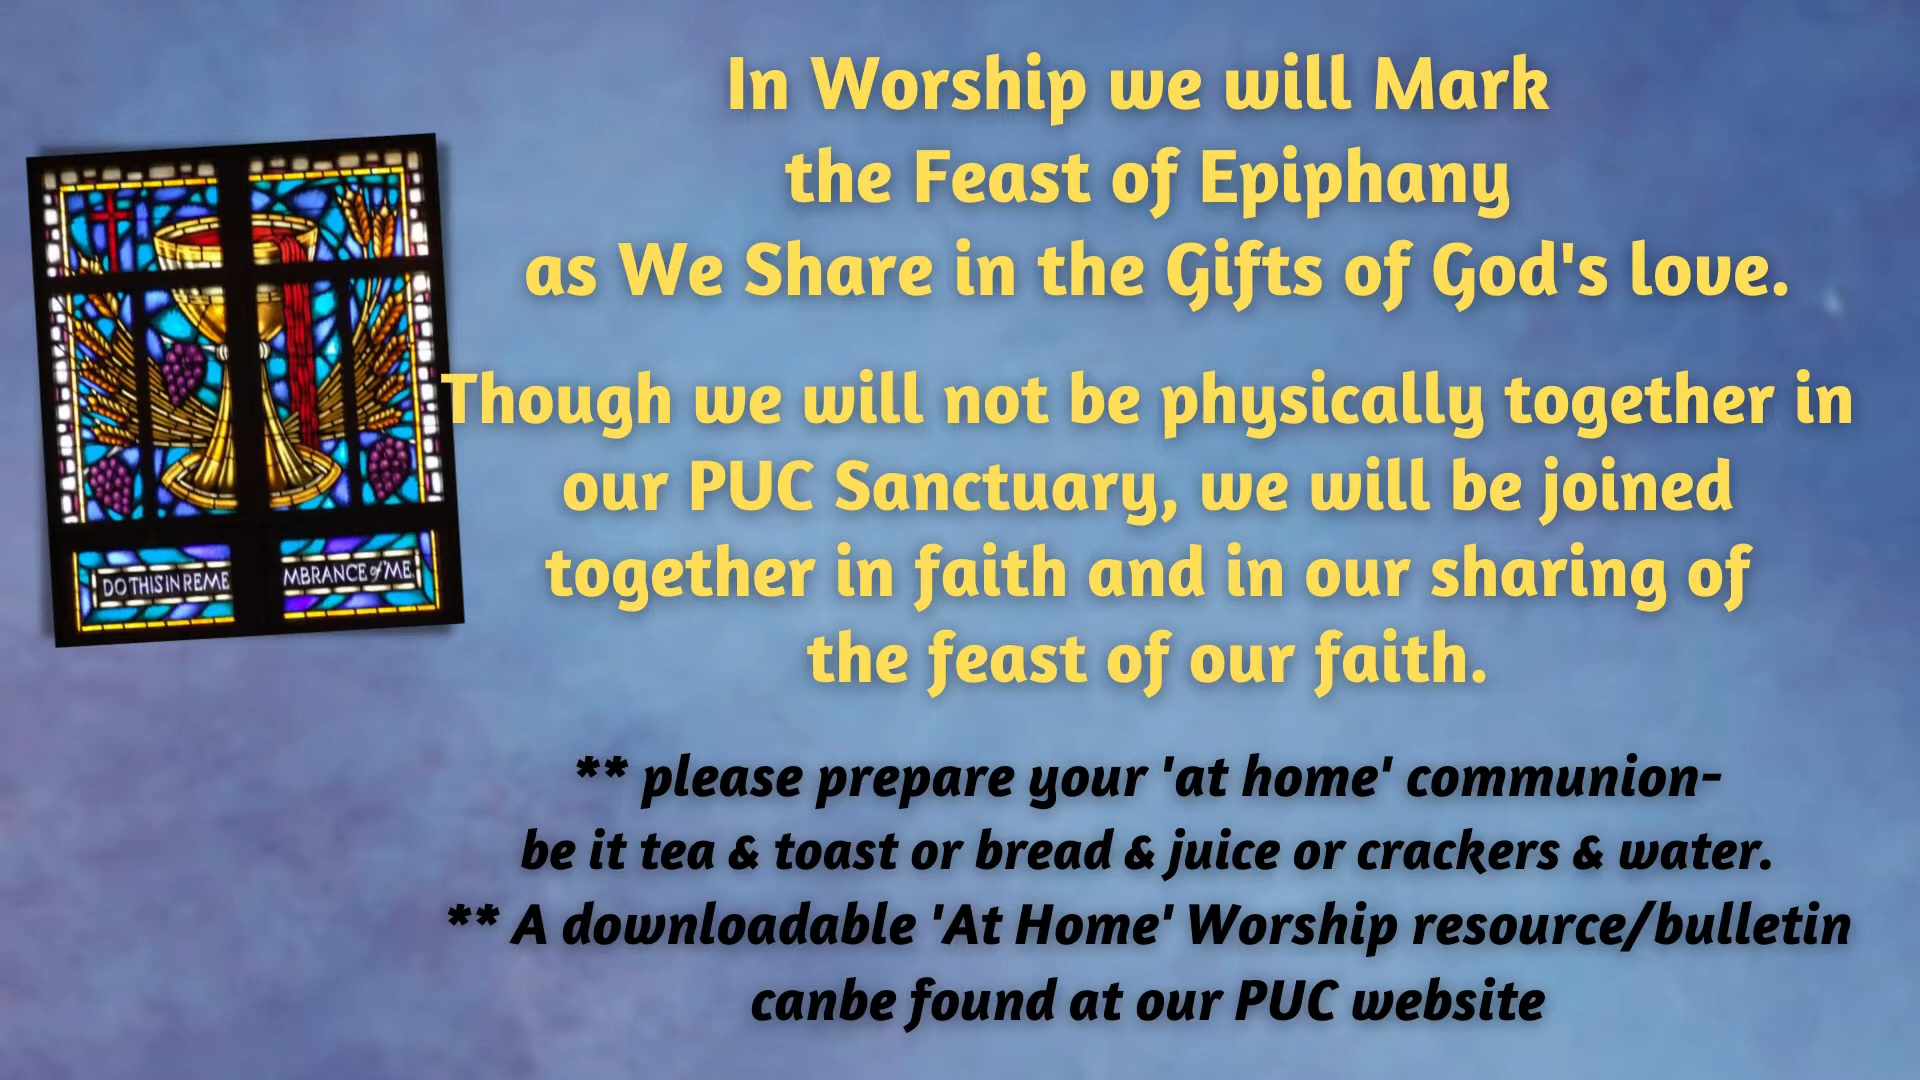 In Worship we will Mark
the Feast of Epiphany
as We Share in the Gifts of God's love.
Though we will not be physically together in
our PUC Sanctuary, we will be joined
together in faith and in our sharing of
the feast of our faith.
** please prepare your 'at home' communion-
be it tea & toast or bread & juice or crackers & water.
** A downloadable 'At Home' Worship resource/bulletin
canbe found at our PUC website
DO THIS IN REMEMBRANCE of ME